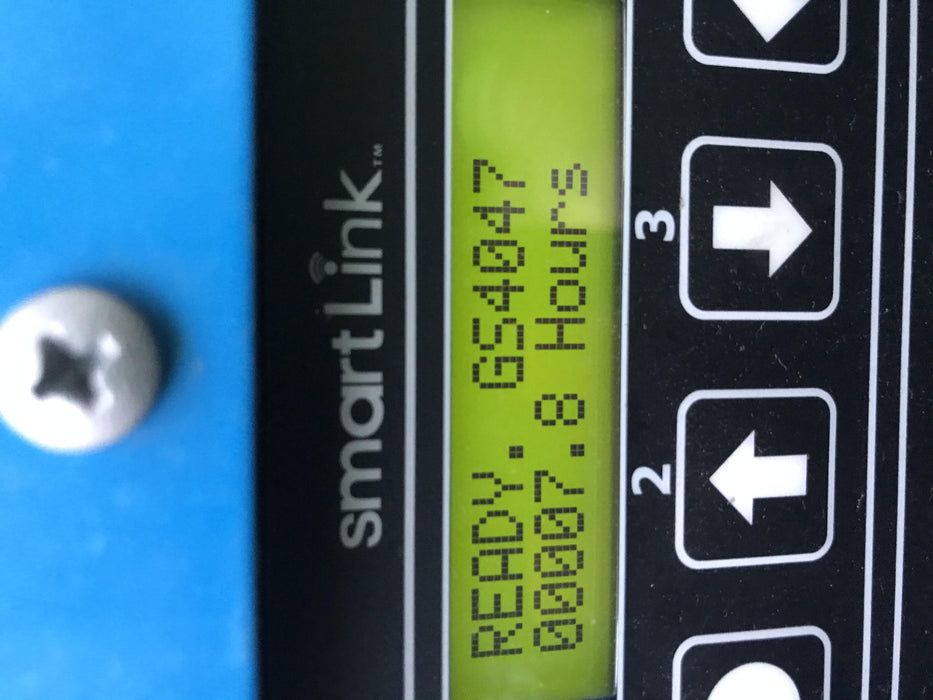 smartLink™
READY. GS4047
00007.8 Hours
2
3